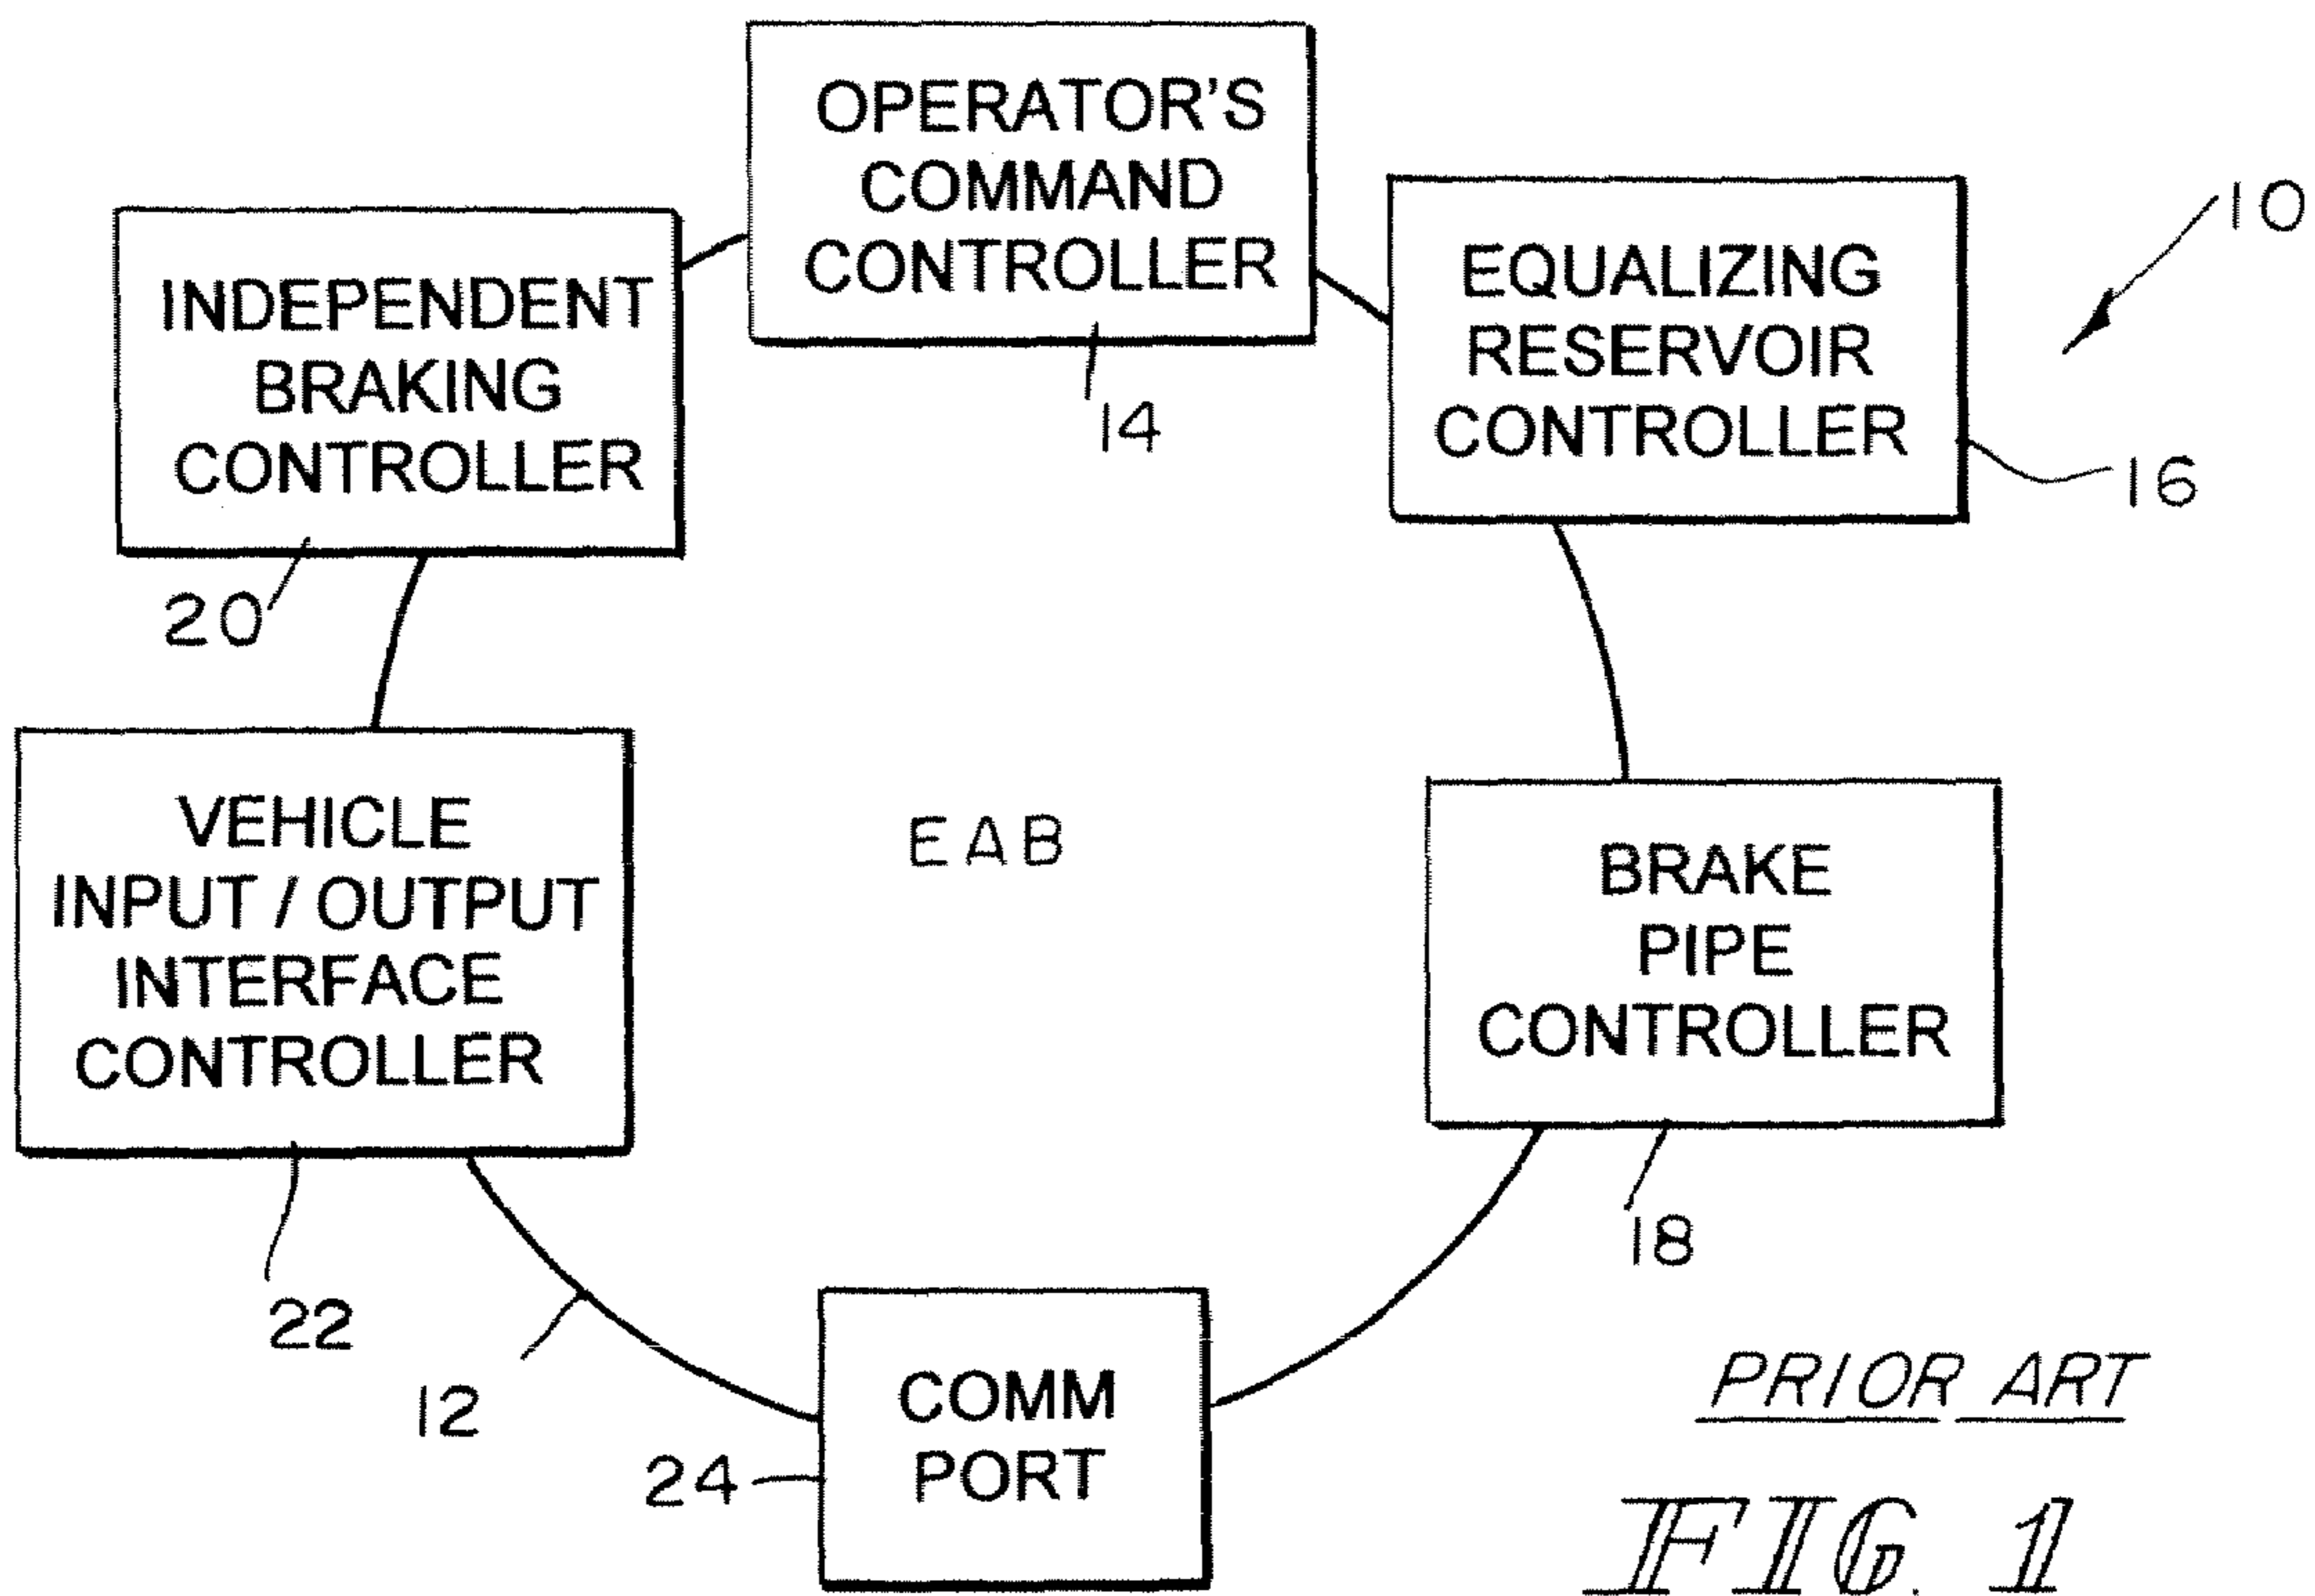 OPERATOR'S
COMMAND
CONTROLLER
14
EQUALIZING
RESERVOIR
CONTROLLER
10
16
INDEPENDENT
BRAKING
CONTROLLER
20
VEHICLE
INPUT / OUTPUT
INTERFACE
CONTROLLER
22
EAB
BRAKE
PIPE
CONTROLLER
18
12
COMM
PORT
24
PRIOR ART
FIG. 1